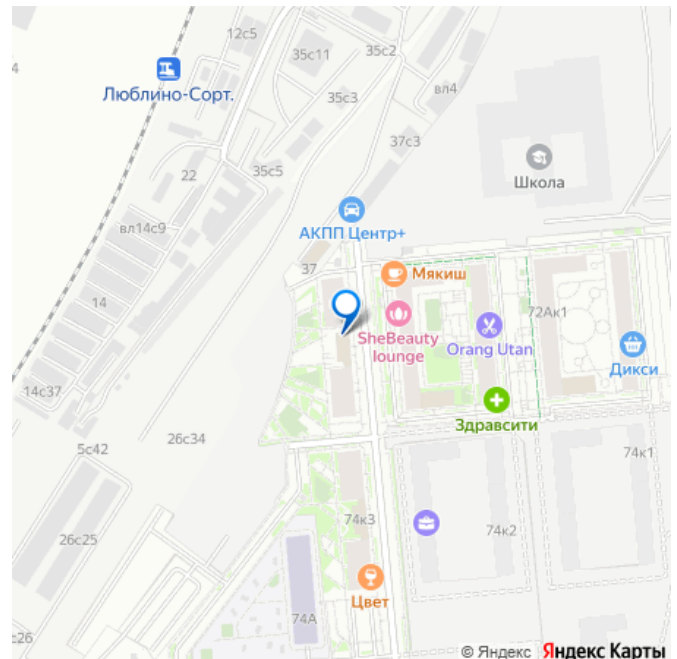 12с5
35с11
35с2
4
Люблино-Сорт.
35с3
вл4
37с3
22
35с5
Школа
вл14с9
АКПП Центр+
37
Мякиш
14
72Ак1
SheBeauty
lounge
Orang Utan
Дикси
14с37
Здравсити
5с42
26с34
74к1
74к3
74к2
26с25
Цвет
74А
с26
© Яндекс Яндекс Карты